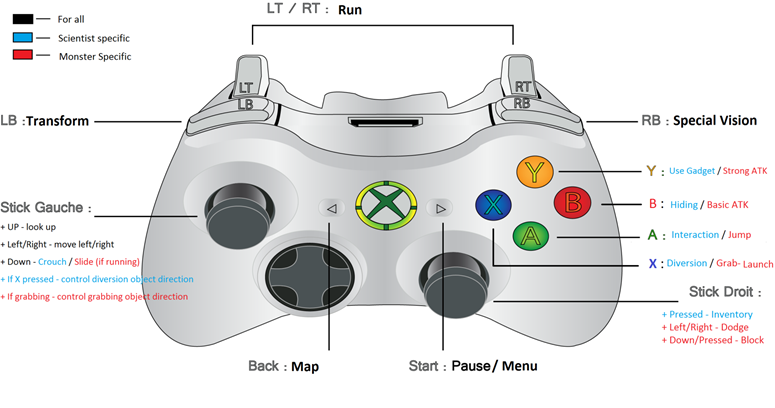 LT / RT : Run
For all
Scientist specific
Monster Specific
LT
RT
LB
RB
LB : Transform
RB : Special Vision
Y
Y : Use Gadget / Strong ATK
X
B
B : Hiding / Basic ATK
A
A : Interaction / Jump
X : Diversion / Grab- Launch
Stick Gauche :
+ UP - look up
+ Left/Right - move left/right
+ Down - Crouch / Slide (if running)
+ If X pressed - control diversion object direction
+ If grabbing - control grabbing object direction
Stick Droit :
+ Pressed - Inventory
+ Left/Right - Dodge
+ Down/Pressed - Block
Back : Map
Start : Pause/ Menu